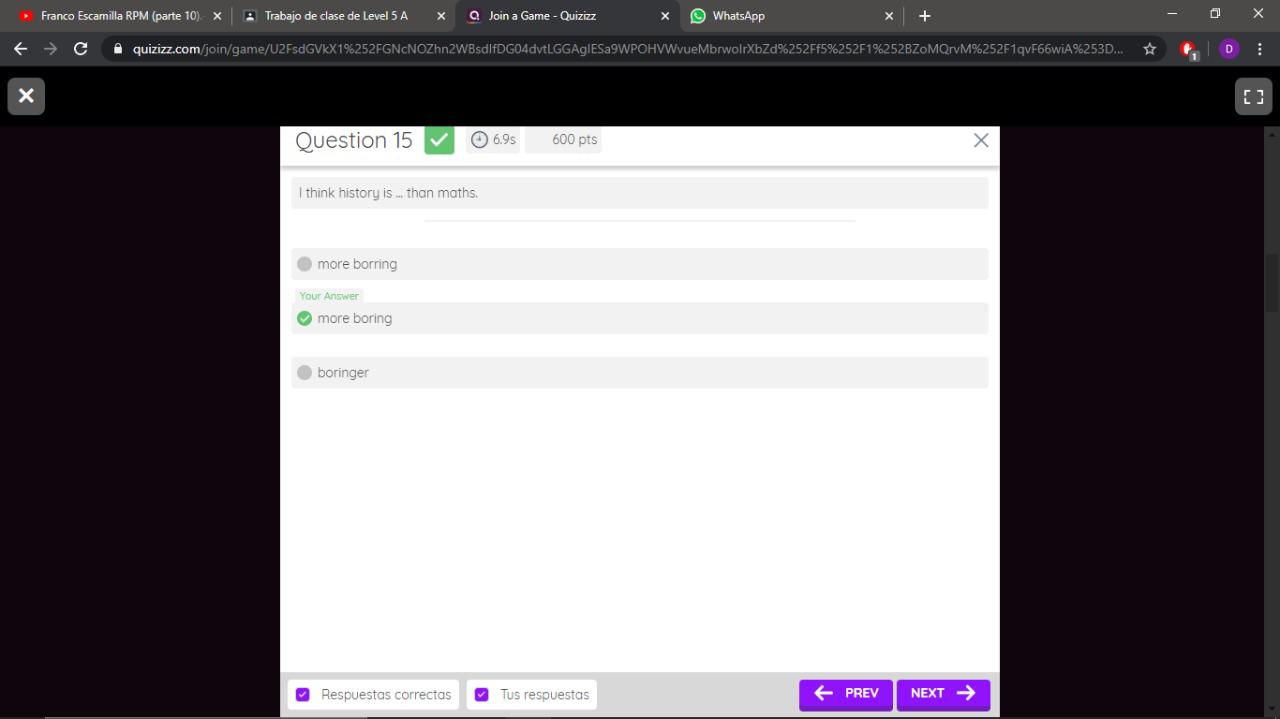 Franco Escamilla RPM (parte 10).
Trabajo de clase de Level 5 A
Join a Game - Quizizz
WhatsApp
quizizz.com/join/game/U2FsdGVkX1%252FGNcNOZhn2WBsdIfDG04dvtLGGAglESa9WPOHVWvueMbrwoIrXbZd%252Ff5%252F1%252BZoMQrvM%252F1qvF66wiA%253D...
1
D
Question 15
6.9s
600 pts
I think history is ... than maths.
more borring
Your Answer
more boring
boringer
Respuestas correctas
Tus respuestas
PREV
NEXT